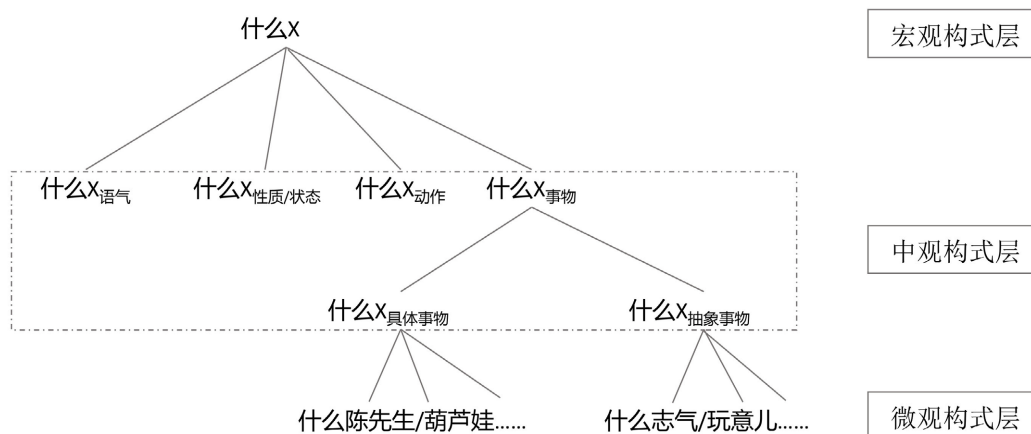 什么X
宏观构式层
什么X语气 什么X性质/状态 什么X动作 什么X事物
中观构式层
什么X具体事物 什么X抽象事物
什么陈先生/葫芦娃…… 什么志气/玩意儿……
微观构式层